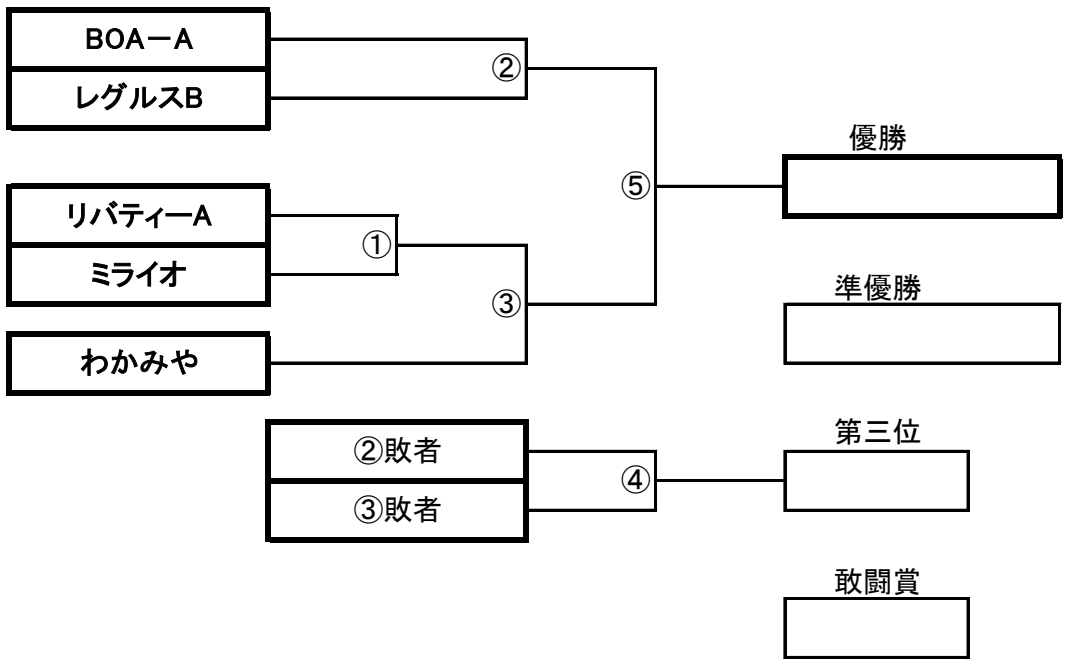 BOA－A
②
レグルスB
優勝
⑤
リバティーA
①
ミライオ
準優勝
③
わかみや
第三位
②敗者
④
③敗者
敢闘賞